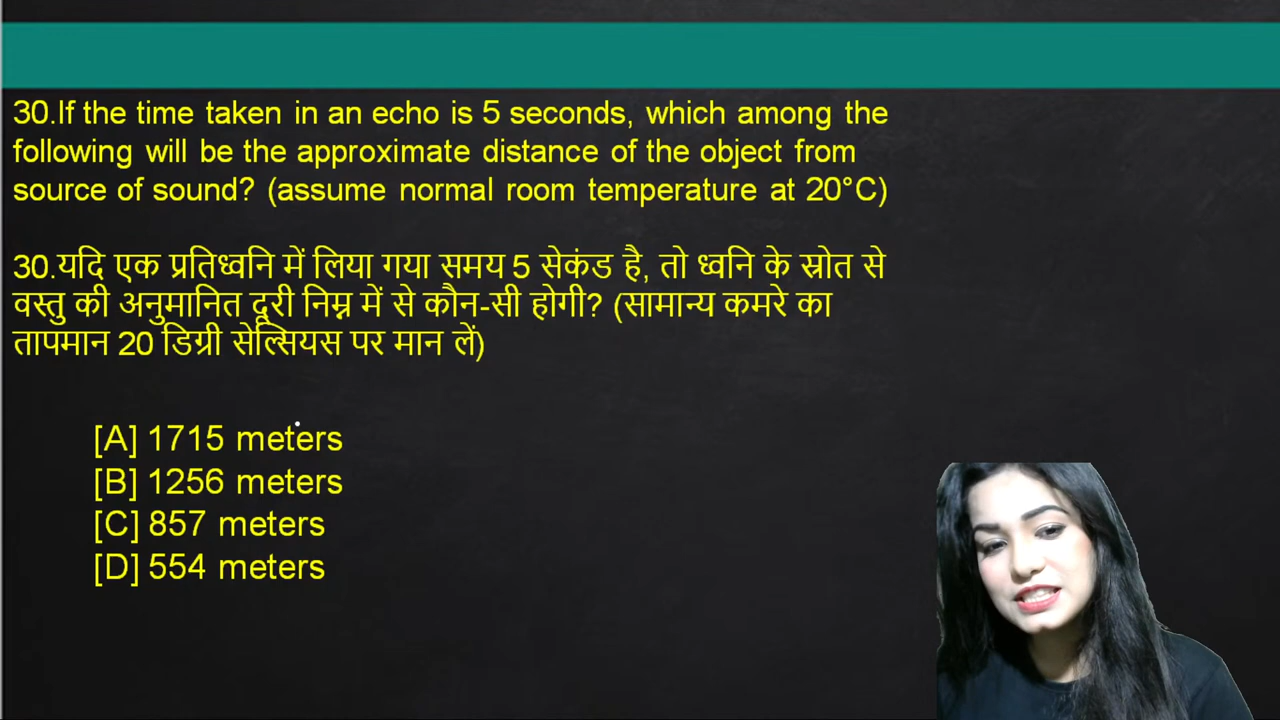 30.If the time taken in an echo is 5 seconds, which among the
following will be the approximate distance of the object from
source of sound? (assume normal room temperature at 20°C)
30.यदि एक प्रतिध्वनि में लिया गया समय 5 सेकंड है, तो ध्वनि के स्रोत से
वस्तु की अनुमानित दूरी निम्न में से कौन-सी होगी? (सामान्य कमरे का
तापमान 20 डिग्री सेल्सियस पर मान लें)
[A] 1715 meters
[B] 1256 meters
[C] 857 meters
[D] 554 meters